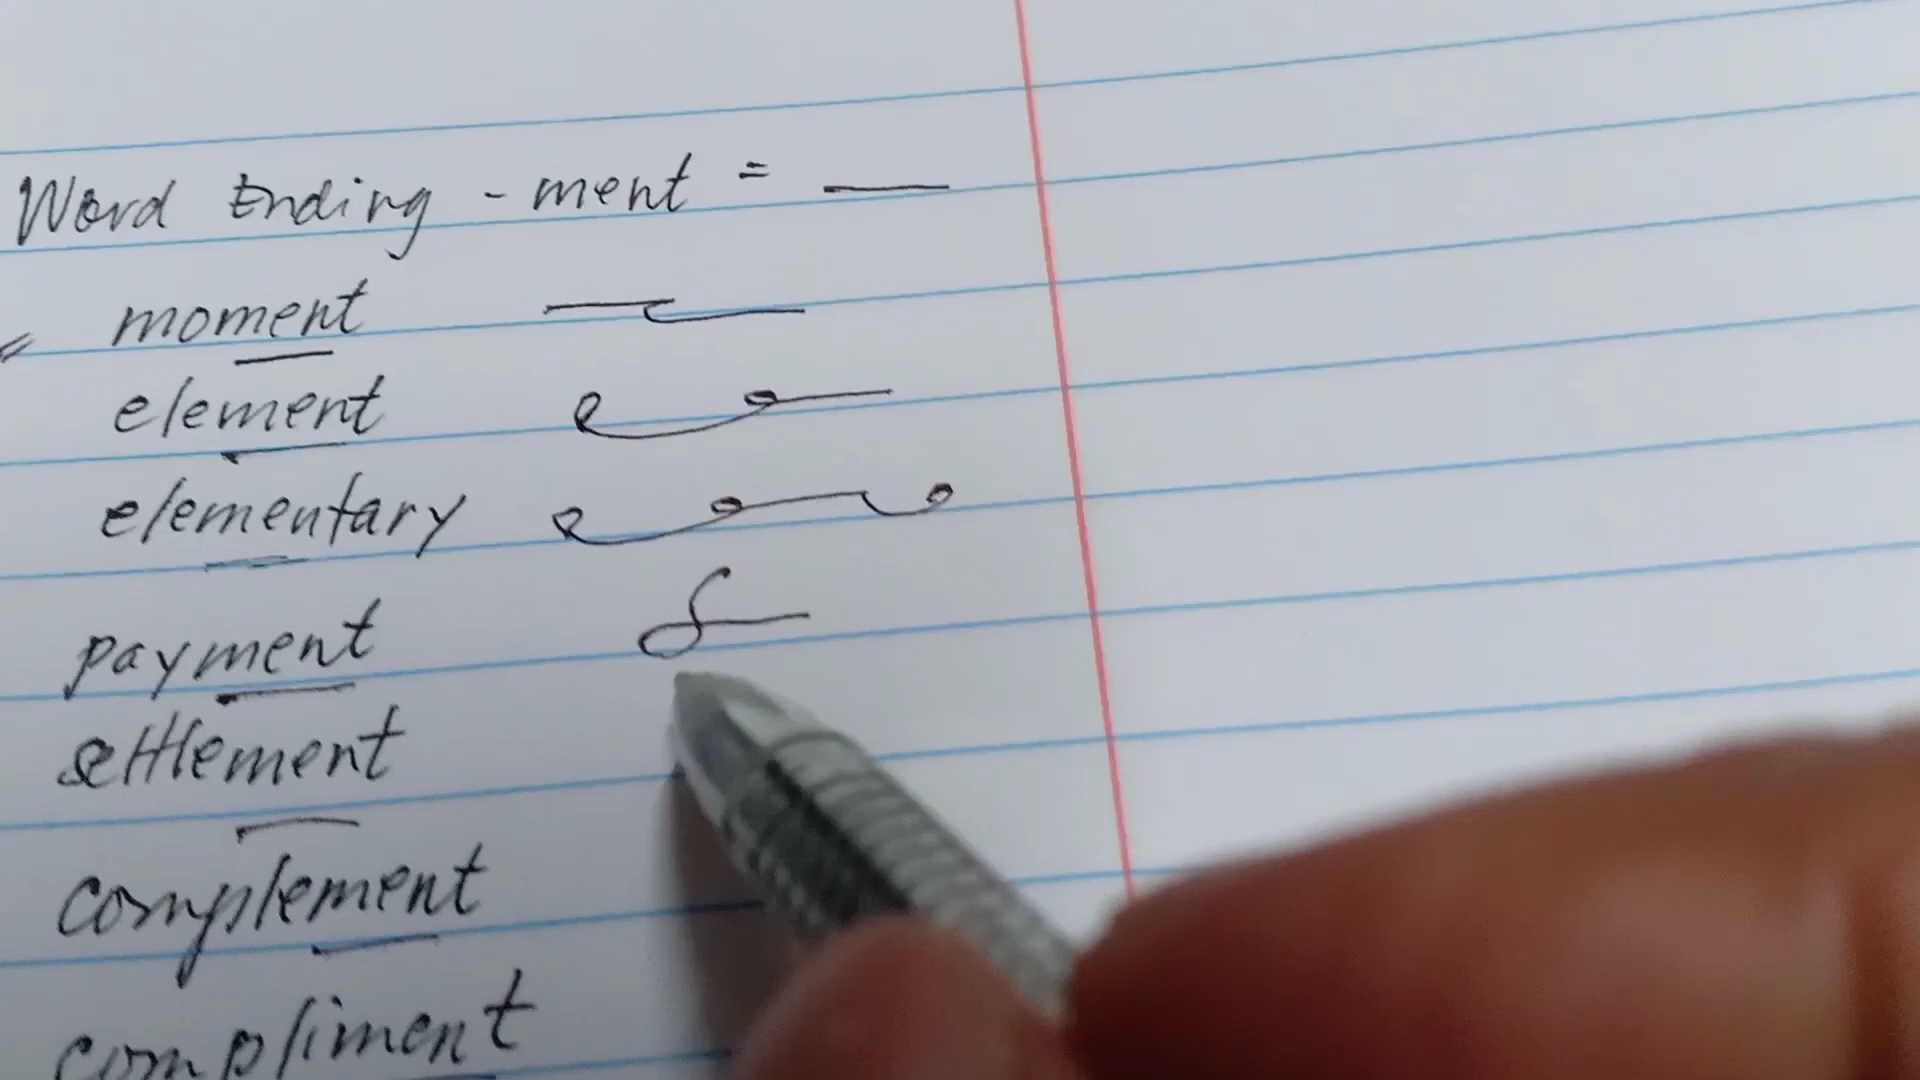 Word Ending - ment =
moment
element
elementary
payment
settlement
complement
compliment